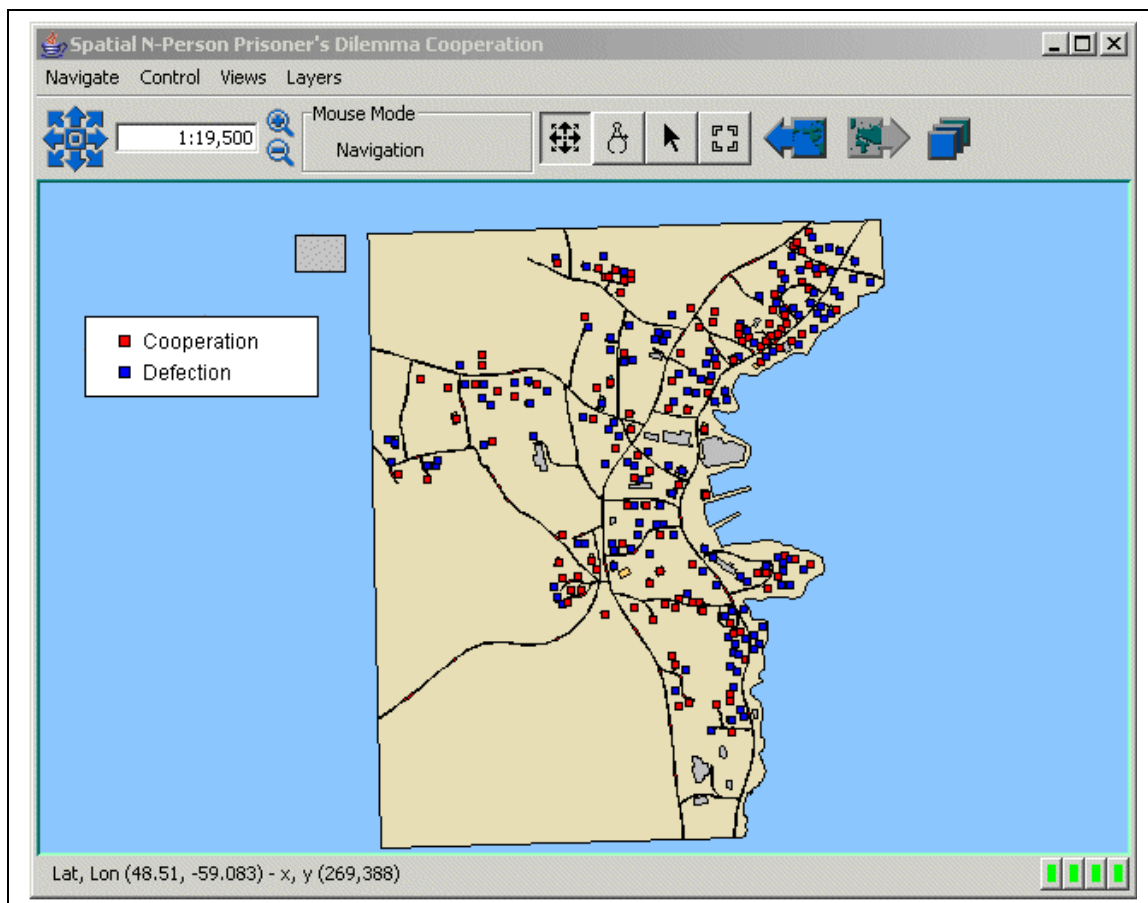 Spatial N-Person Prisoner's Dilemma Cooperation
Navigate Control Views Layers
Mouse Mode
1:19,500
Navigation
Cooperation
Defection
Lat, Lon (48.51, -59.083) - x, y (269,388)